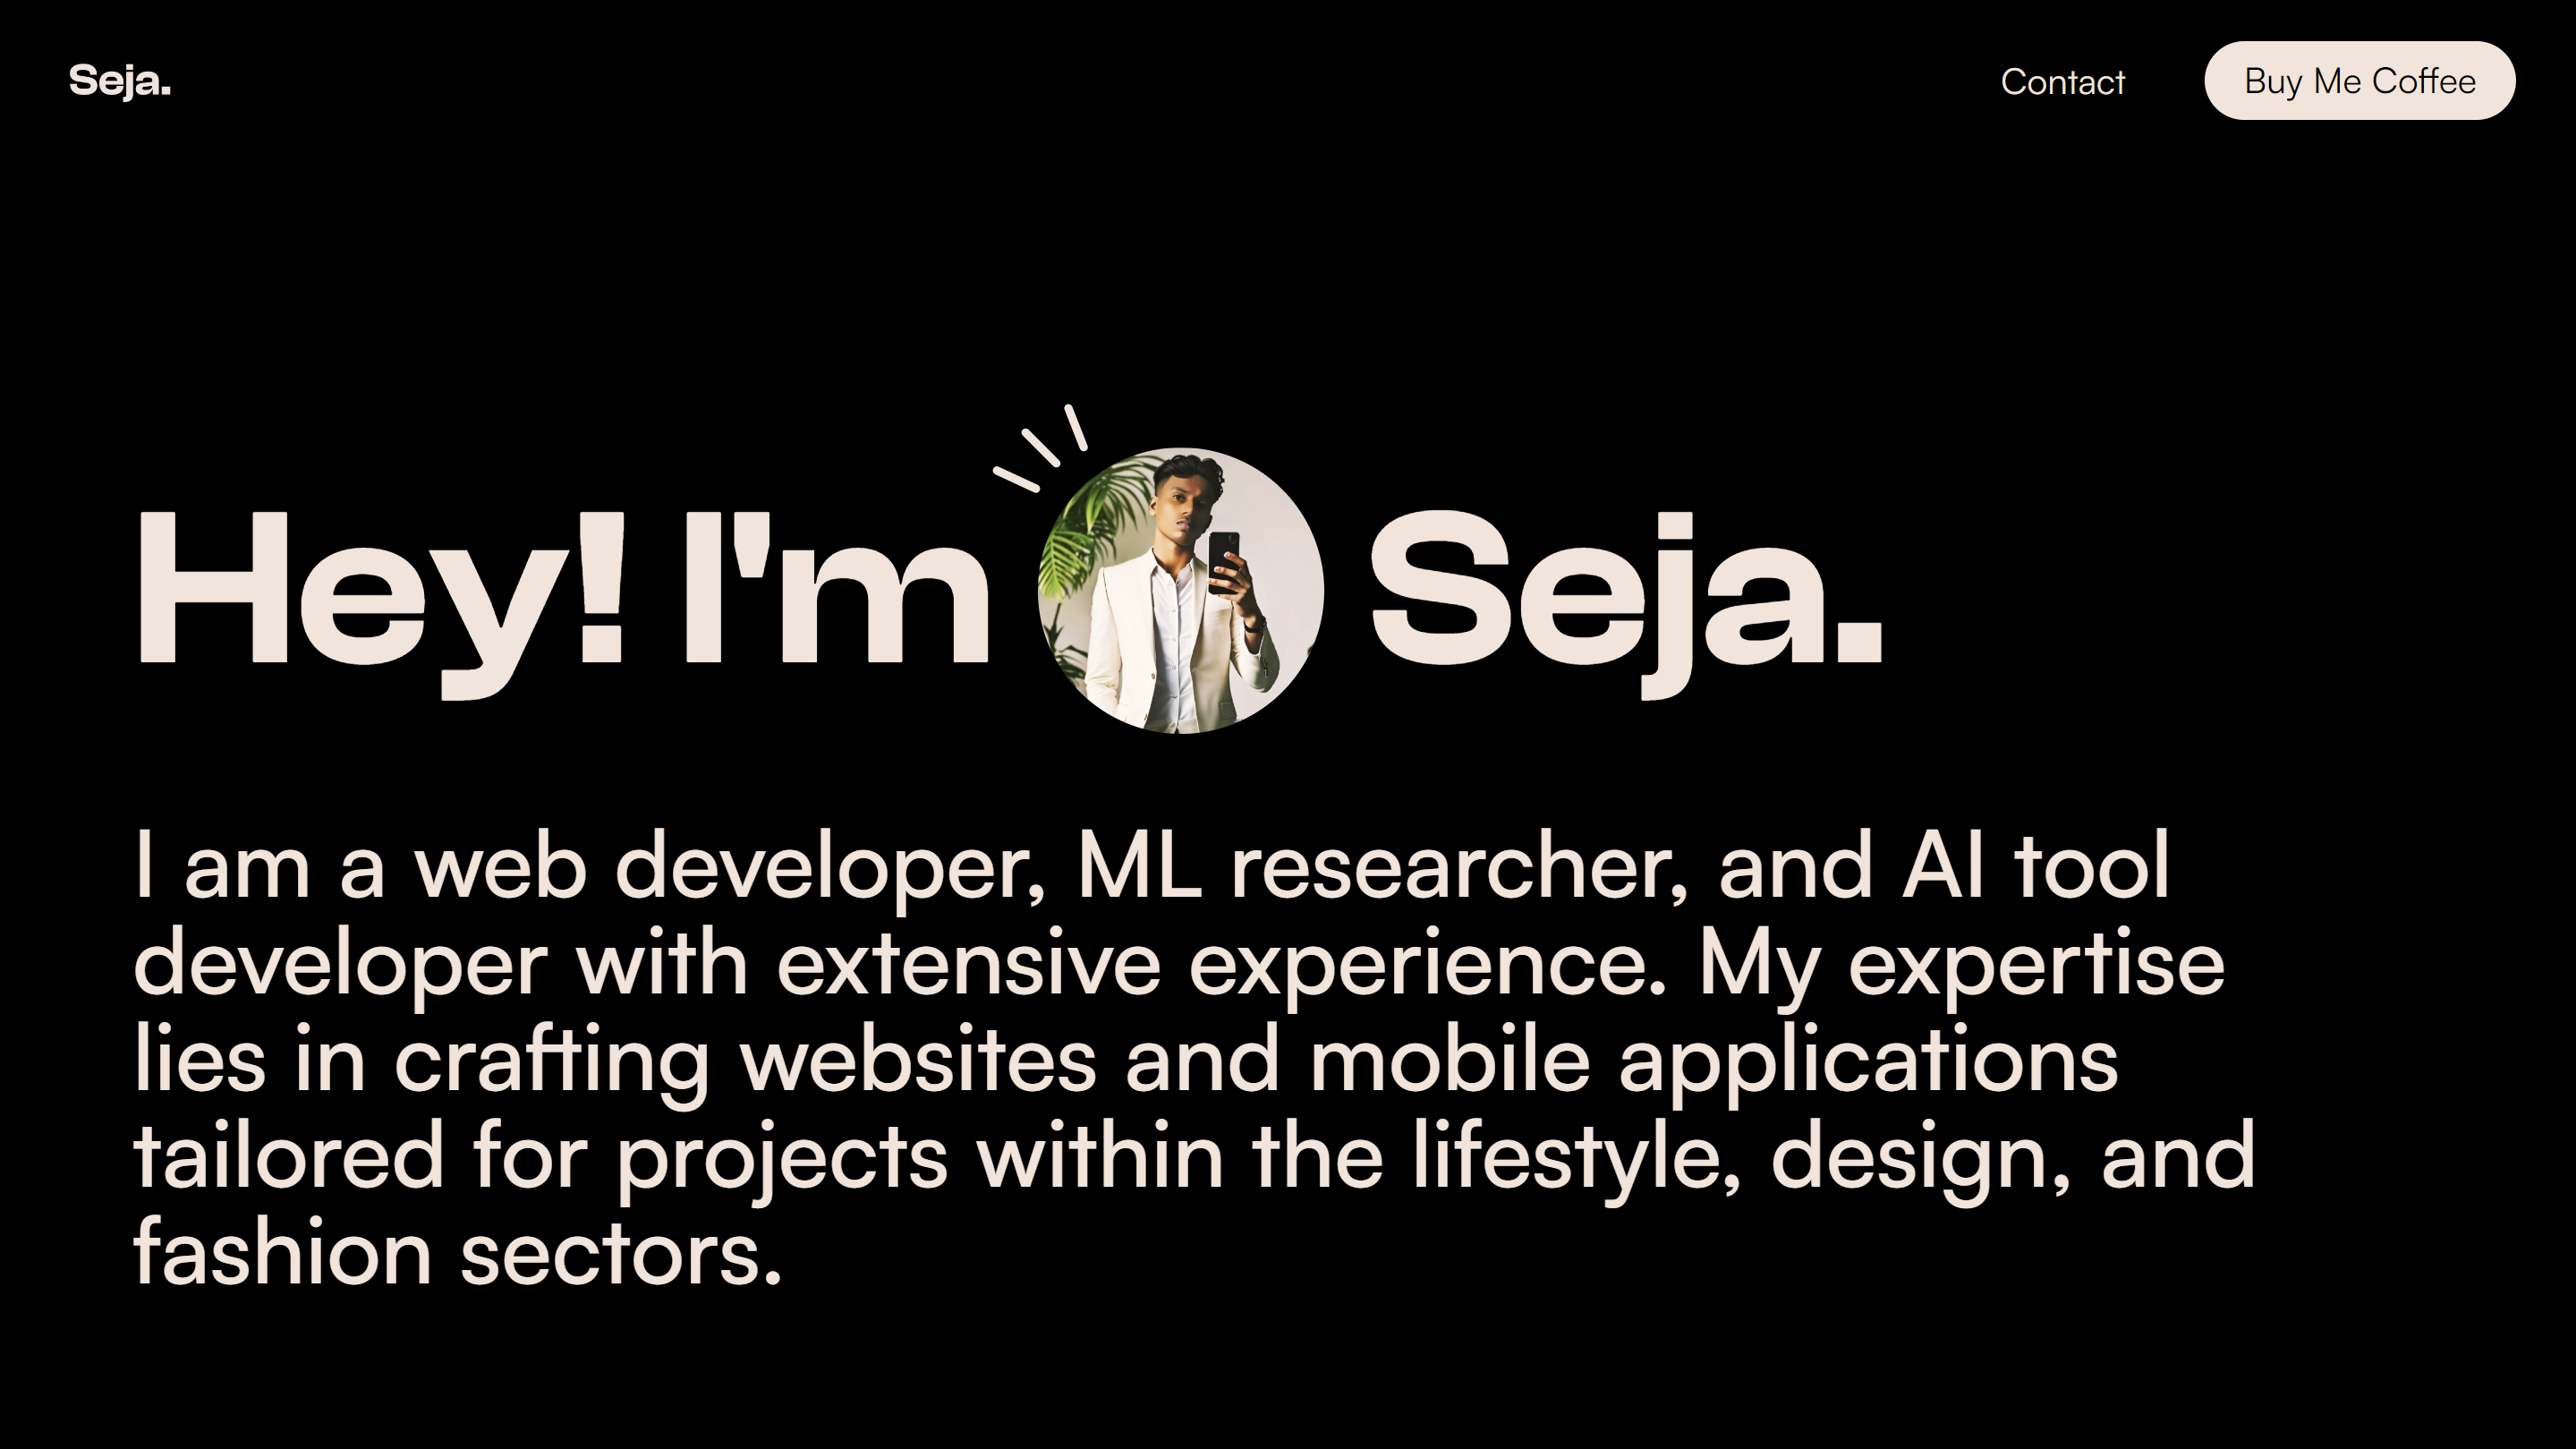 Seja.
Contact
Buy Me Coffee
Hey! I'm Seja.
I am a web developer, ML researcher, and AI tool
developer with extensive experience. My expertise
lies in crafting websites and mobile applications
tailored for projects within the lifestyle, design, and
fashion sectors.